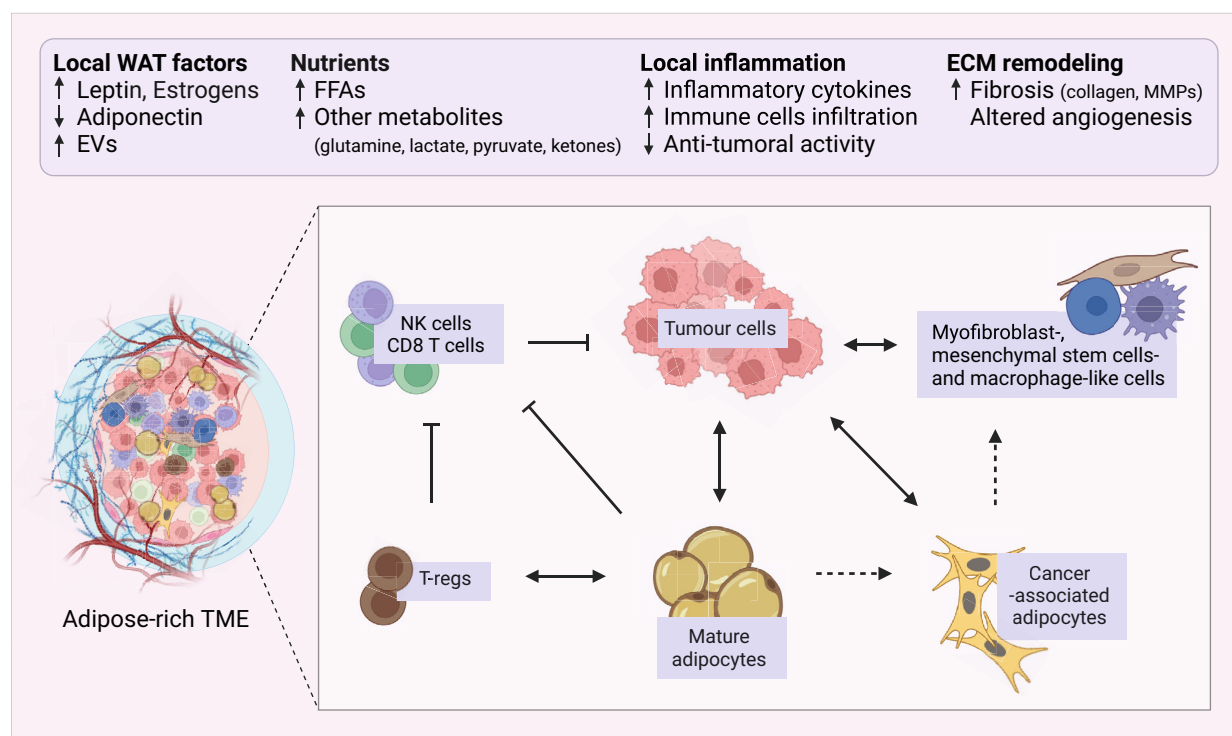 Local WAT factors
↑ Leptin, Estrogens
↓ Adiponectin
↑ EVs
Nutrients
↑ FFAs
↑ Other metabolites
(glutamine, lactate, pyruvate, ketones)
Local inflammation
↑ Inflammatory cytokines
↑ Immune cells infiltration
↓ Anti-tumoral activity
ECM remodeling
↑ Fibrosis (collagen, MMPs)
Altered angiogenesis
NK cells
CD8 T cells
Tumour cells
Myofibroblast-,
mesenchymal stem cells-
and macrophage-like cells
T-regs
Mature
adipocytes
Cancer
-associated
adipocytes
Adipose-rich TME